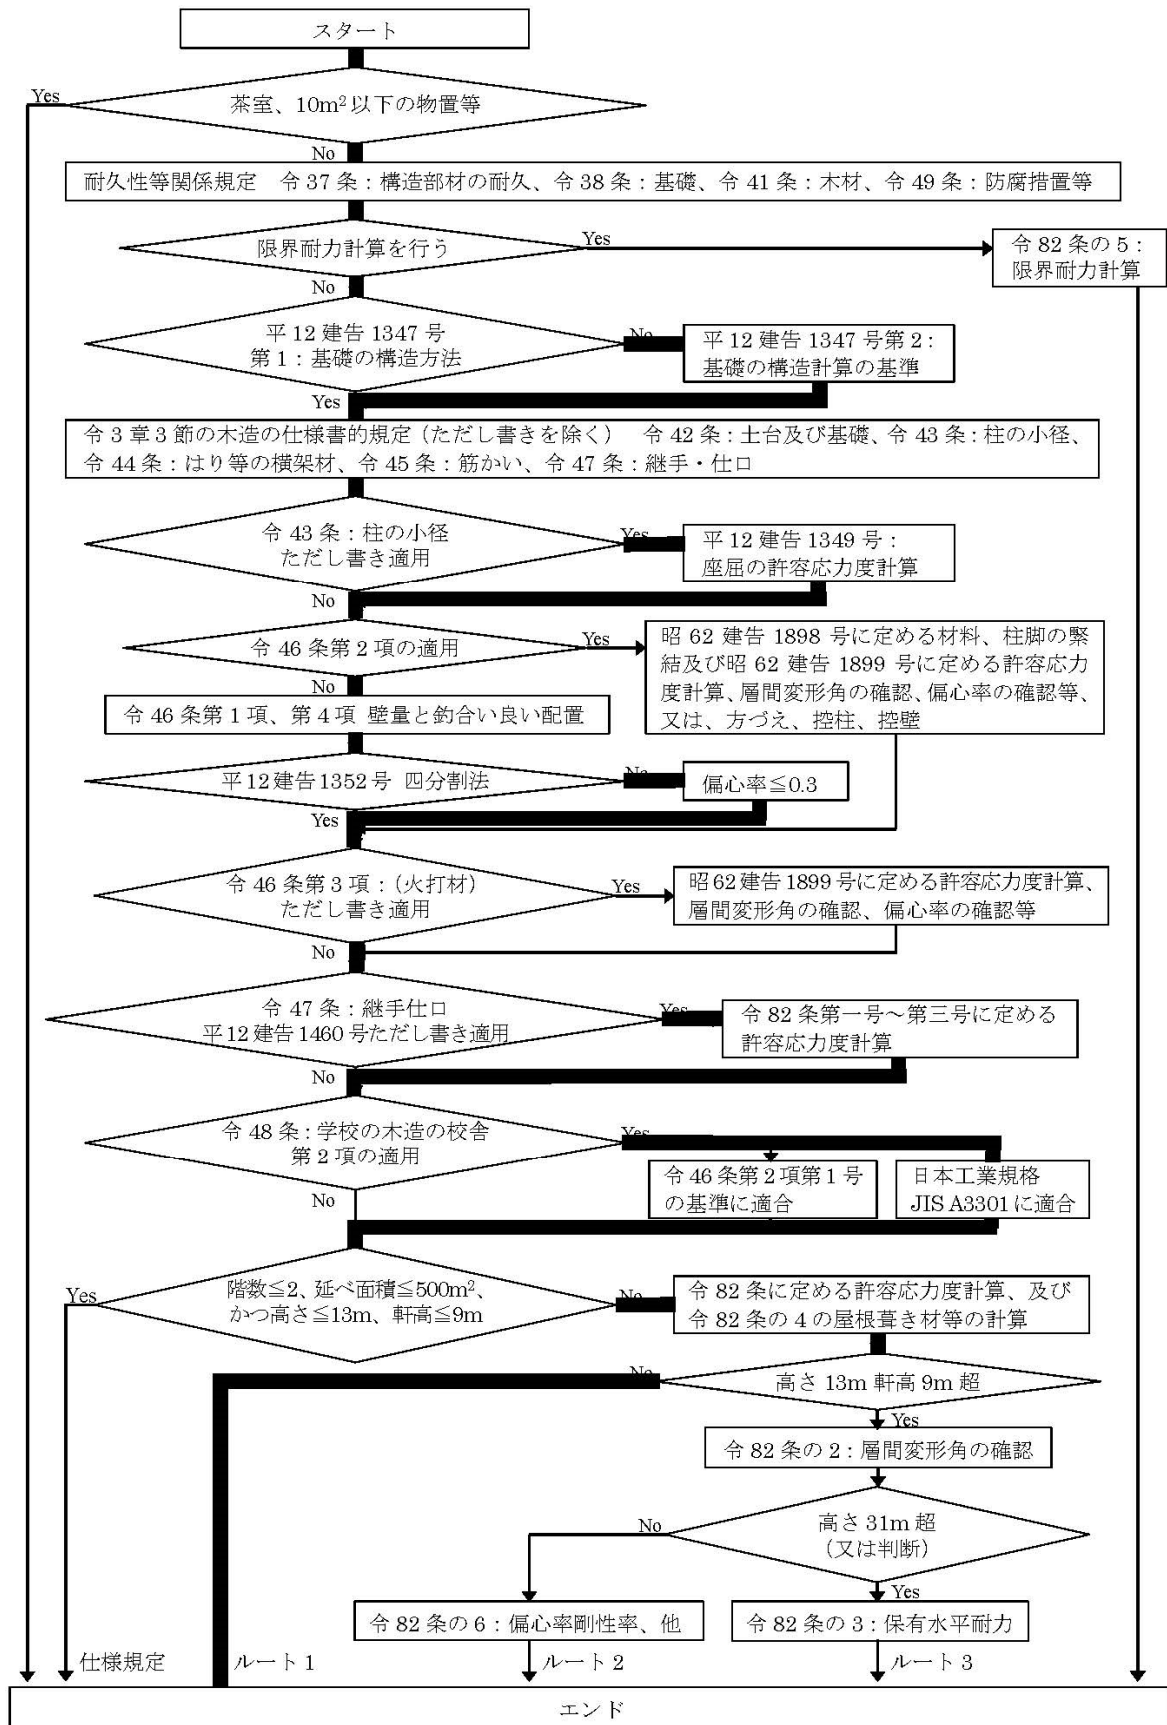 スタート
Yes
茶室、10m²以下の物置等
No
耐久性等関係規定 令37条：構造部材の耐久、令38条：基礎、令41条：木材、令49条：防腐措置等
限界耐力計算を行う
Yes
令82条の5：
限界耐力計算
No
平12建告1347号
第1：基礎の構造方法
No
平12建告1347号第2：
基礎の構造計算の基準
Yes
令3章3節の木造の仕様書的規定（ただし書きを除く） 令42条：土台及び基礎、令43条：柱の小径、
令44条：はり等の横架材、令45条：筋かい、令47条：継手・仕口
令43条：柱の小径
ただし書き適用
Yes
平12建告1349号：
座屈の許容応力度計算
No
令46条第2項の適用
Yes
昭62建告1898号に定める材料、柱脚の緊
結及び昭62建告1899号に定める許容応力
度計算、層間変形角の確認、偏心率の確認等、
又は、方づえ、控柱、控壁
No
令46条第1項、第4項 壁量と釣合い良い配置
平12建告1352号 四分割法
No
偏心率≦0.3
Yes
令46条第3項：（火打材）
ただし書き適用
Yes
昭62建告1899号に定める許容応力度計算、
層間変形角の確認、偏心率の確認等
No
令47条：継手仕口
平12建告1460号ただし書き適用
Yes
令82条第一号～第三号に定める
許容応力度計算
No
令48条：学校の木造の校舎
第2項の適用
Yes
令46条第2項第1号
の基準に適合
日本工業規格
JIS A3301に適合
No
階数≦2、延べ面積≦500m²、
かつ高さ≦13m、軒高≦9m
Yes
No
令82条に定める許容応力度計算、及び
令82条の4の屋根葺き材等の計算
No
高さ13m 軒高9m超
Yes
令82条の2：層間変形角の確認
No
高さ31m超
（又は判断）
Yes
令82条の6：偏心率剛性率、他
令82条の3：保有水平耐力
仕様規定
ルート1
ルート2
ルート3
エンド